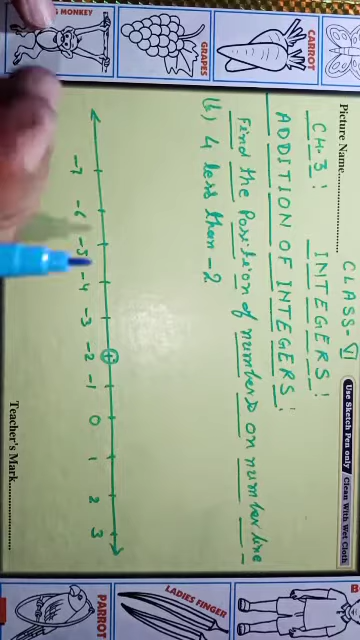 CLASS-VI
Picture Name
Use Sketch Pen only
Clean With Wet Cloth
CH-3: INTEGERS:
ADDITION OF INTEGERS:
Find the Position of numbers on number line
(b) 4 less than -2
-7 -6 -5 -4 -3 -2 -1 0 1 2 3
Teacher's Mark
MONKEY
GRAPES
CARROT
PARROT
LADIES FINGER